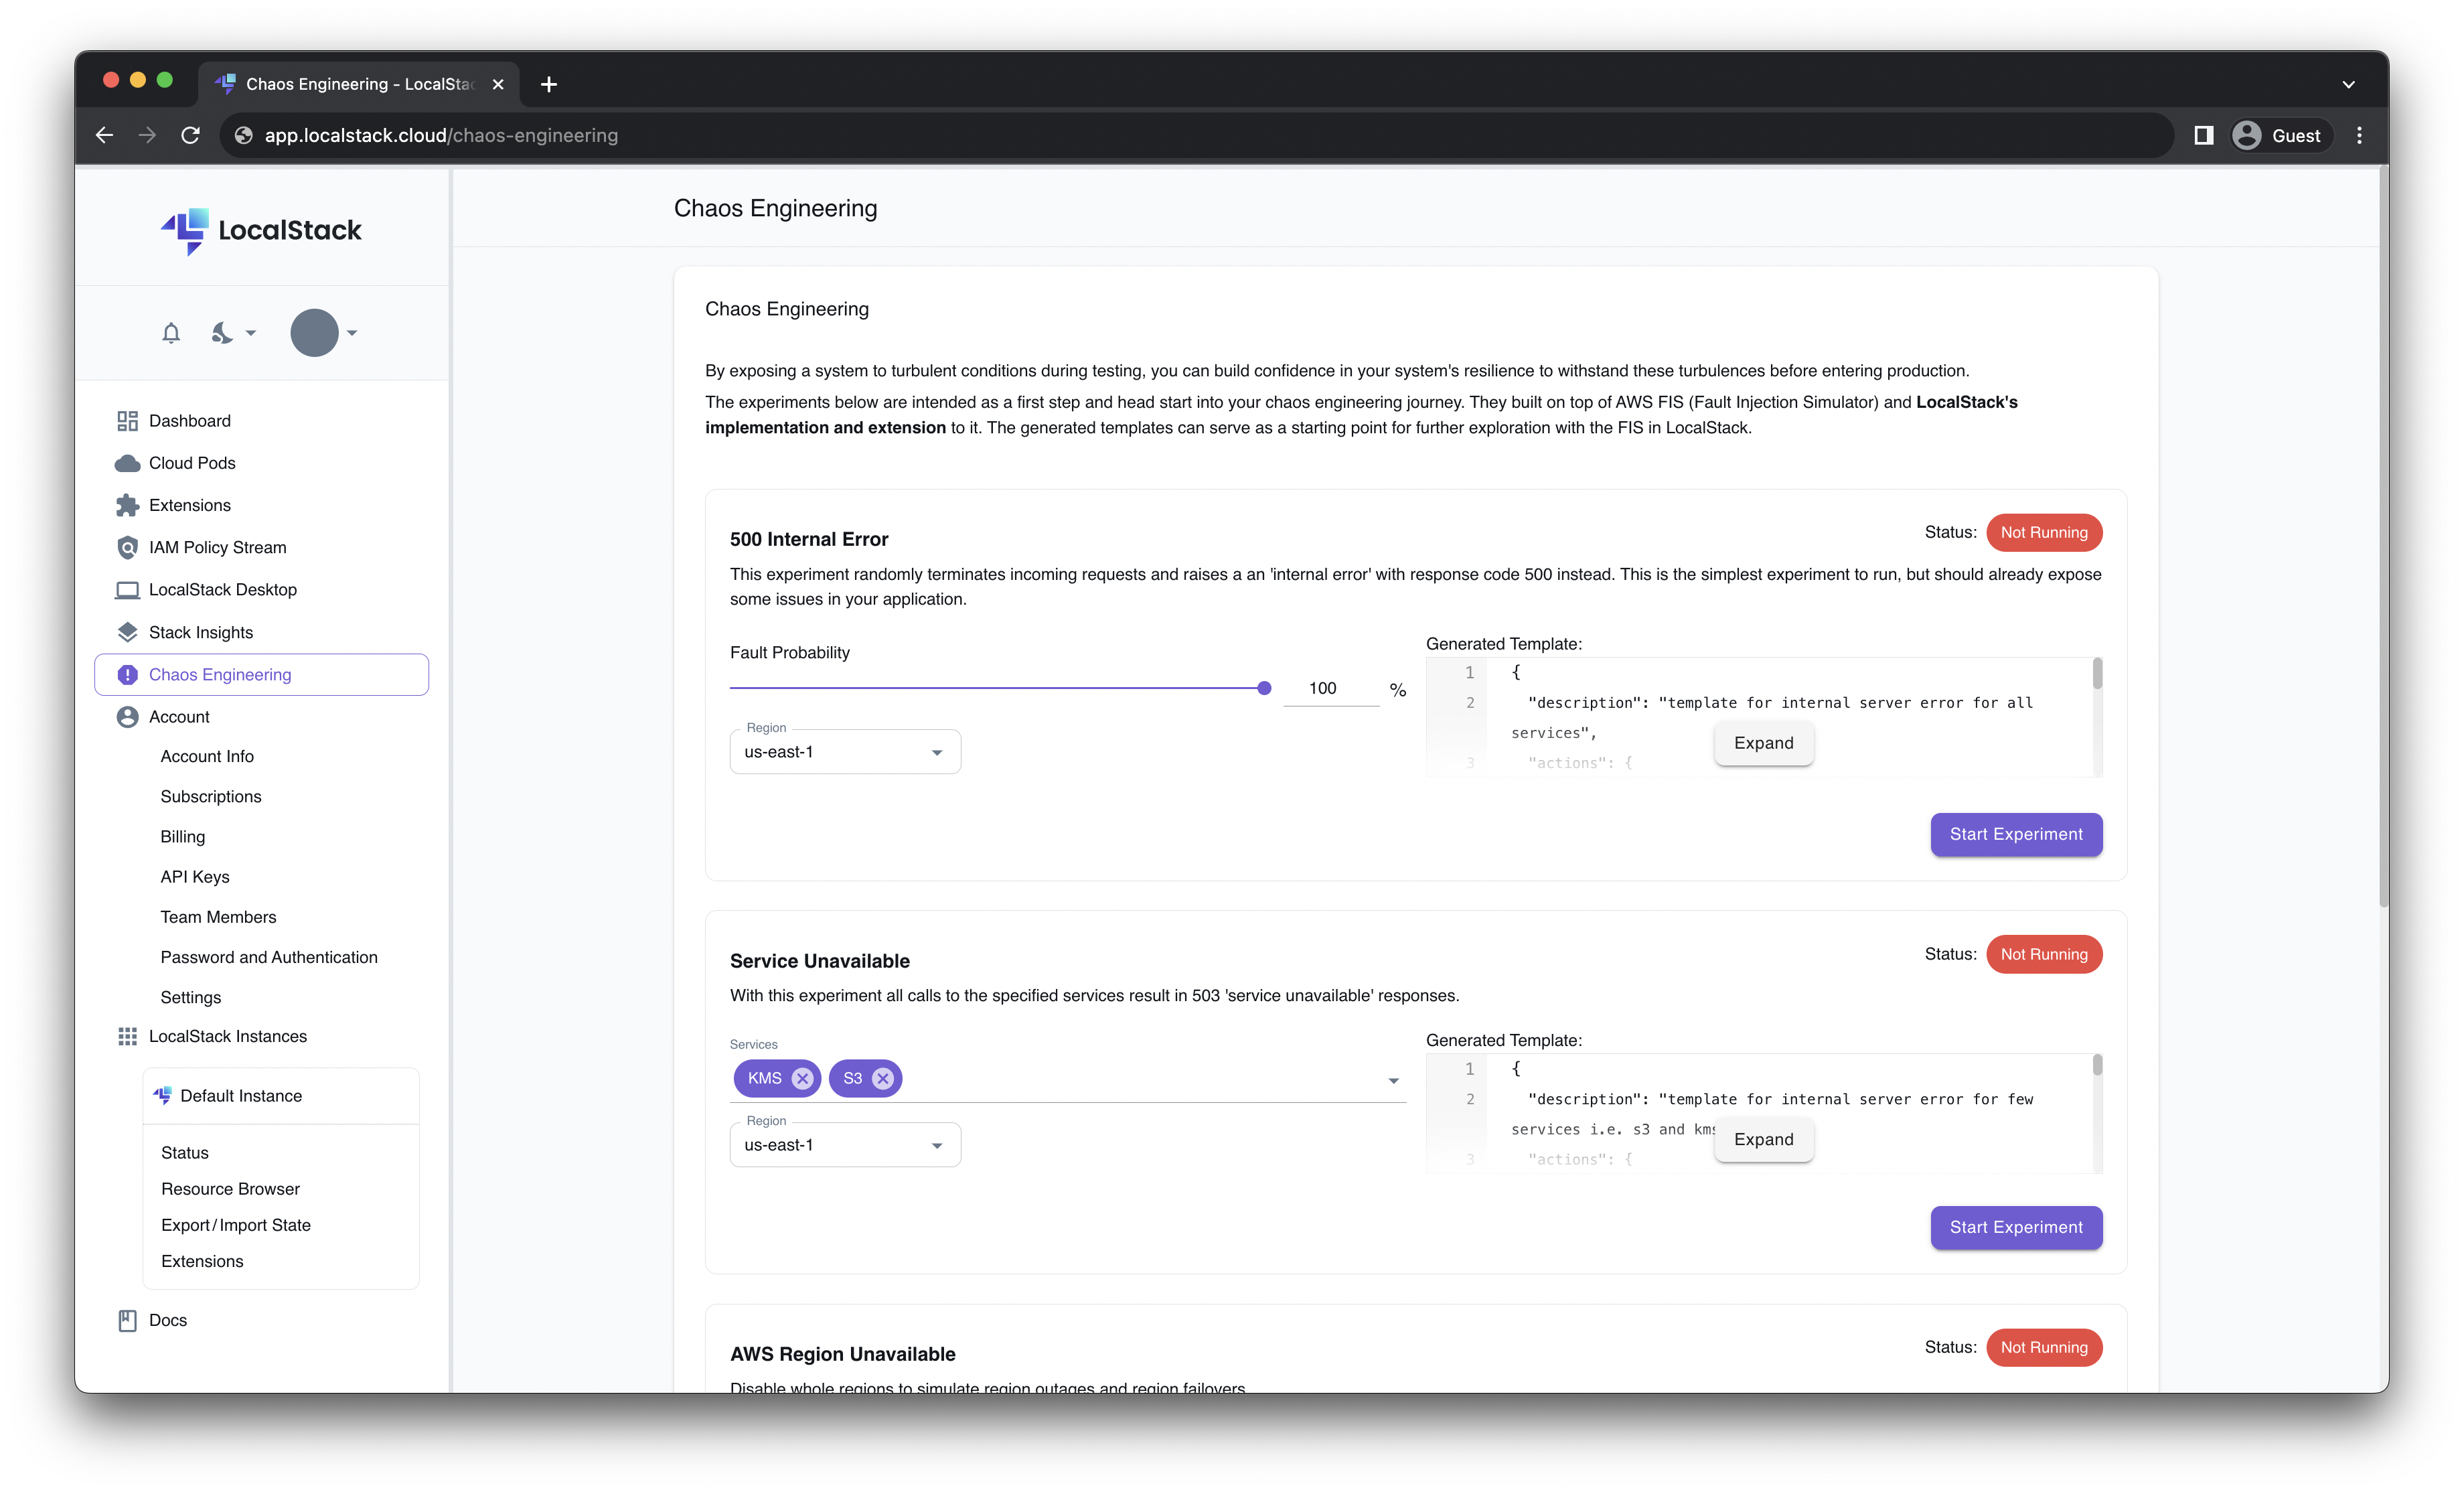 Chaos Engineering - LocalStac
app.localstack.cloud/chaos-engineering
Guest
LocalStack
Dashboard
Cloud Pods
Extensions
IAM Policy Stream
LocalStack Desktop
Stack Insights
Chaos Engineering
Account
Account Info
Subscriptions
Billing
API Keys
Team Members
Password and Authentication
Settings
LocalStack Instances
Default Instance
Status
Resource Browser
Export/Import State
Extensions
Docs
Chaos Engineering
Chaos Engineering
By exposing a system to turbulent conditions during testing, you can build confidence in your system's resilience to withstand these turbulences before entering production.
The experiments below are intended as a first step and head start into your chaos engineering journey. They built on top of AWS FIS (Fault Injection Simulator) and LocalStack's
implementation and extension to it. The generated templates can serve as a starting point for further exploration with the FIS in LocalStack.
500 Internal Error
Status: Not Running
This experiment randomly terminates incoming requests and raises a an 'internal error' with response code 500 instead. This is the simplest experiment to run, but should already expose
some issues in your application.
Fault Probability
100 %
Region
us-east-1
Generated Template:
1 {
2 "description": "template for internal server error for all
services",
3 "actions": {
Expand
Start Experiment
Service Unavailable
Status: Not Running
With this experiment all calls to the specified services result in 503 'service unavailable' responses.
Services
KMS S3
Region
us-east-1
Generated Template:
1 {
2 "description": "template for internal server error for few
services i.e. s3 and kms
3 "actions": {
Expand
Start Experiment
AWS Region Unavailable
Status: Not Running
Disable whole regions to simulate region outages and region failovers